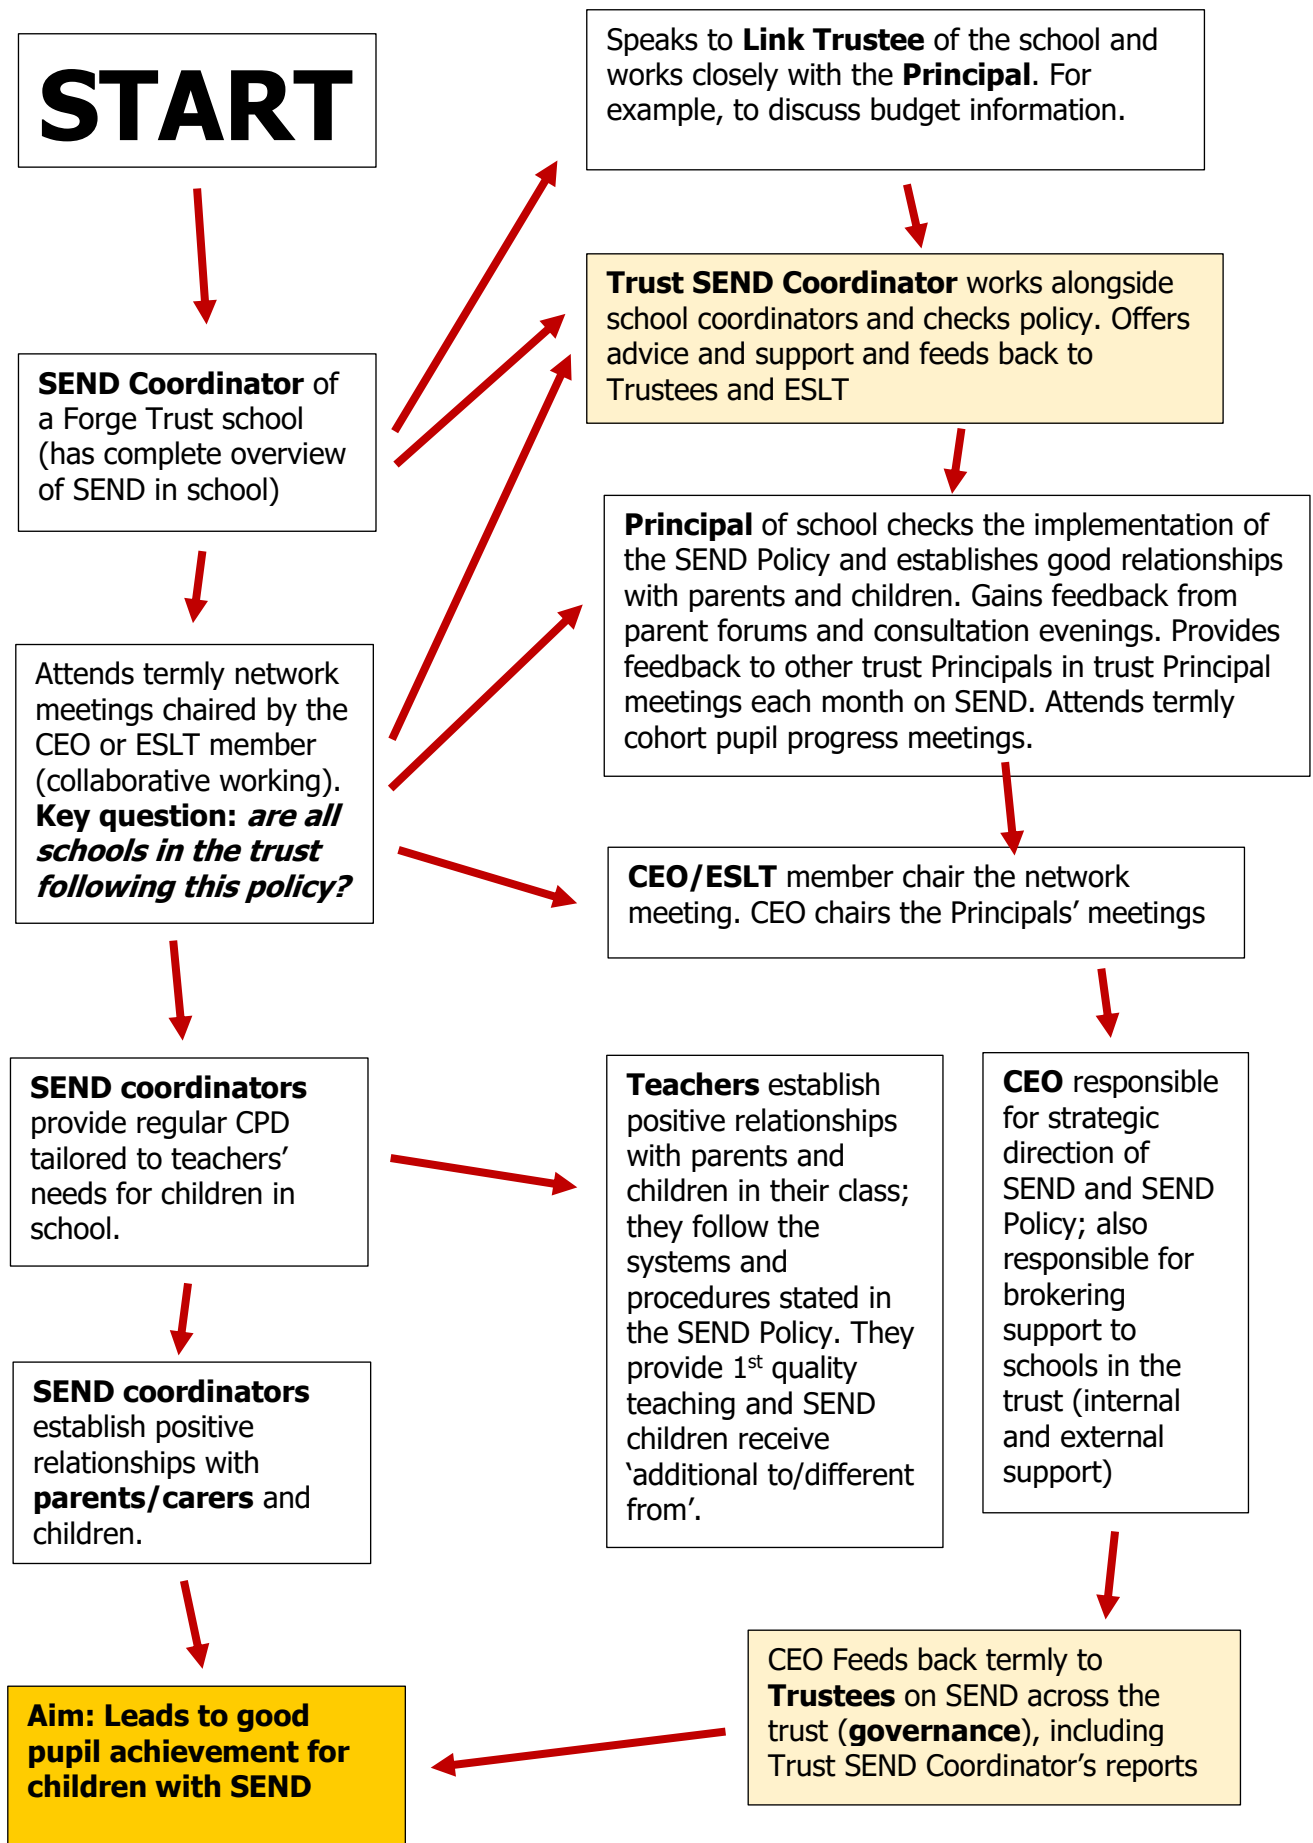 START
SEND Coordinator of
a Forge Trust school
(has complete overview
of SEND in school)
Attends termly network
meetings chaired by the
CEO or ESLT member
(collaborative working).
Key question: are all
schools in the trust
following this policy?
SEND coordinators
provide regular CPD
tailored to teachers’
needs for children in
school.
SEND coordinators
establish positive
relationships with
parents/carers and
children.
Aim: Leads to good
pupil achievement for
children with SEND
Speaks to Link Trustee of the school and
works closely with the Principal. For
example, to discuss budget information.
Trust SEND Coordinator works alongside
school coordinators and checks policy. Offers
advice and support and feeds back to
Trustees and ESLT
Principal of school checks the implementation of
the SEND Policy and establishes good relationships
with parents and children. Gains feedback from
parent forums and consultation evenings. Provides
feedback to other trust Principals in trust Principal
meetings each month on SEND. Attends termly
cohort pupil progress meetings.
CEO/ESLT member chair the network
meeting. CEO chairs the Principals’ meetings
Teachers establish
positive relationships
with parents and
children in their class;
they follow the
systems and
procedures stated in
the SEND Policy. They
provide 1st quality
teaching and SEND
children receive
‘additional to/different
from’.
CEO responsible
for strategic
direction of
SEND and SEND
Policy; also
responsible for
brokering
support to
schools in the
trust (internal
and external
support)
CEO Feeds back termly to
Trustees on SEND across the
trust (governance), including
Trust SEND Coordinator’s reports